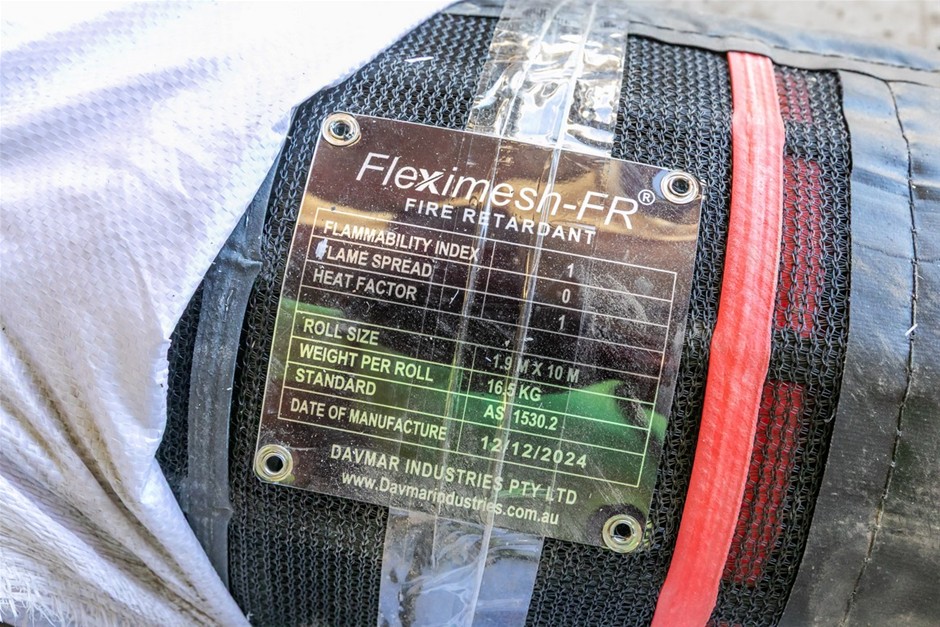 Fleximesh-FR®
FIRE RETARDANT
FLAMMABILITY INDEX 1
FLAME SPREAD 0
HEAT FACTOR 1
ROLL SIZE 1.9 M X 10 M
WEIGHT PER ROLL 16.5 KG
STANDARD AS 1530.2
DATE OF MANUFACTURE 12/12/2024
DAVMAR INDUSTRIES PTY LTD
www.Davmarindustries.com.au